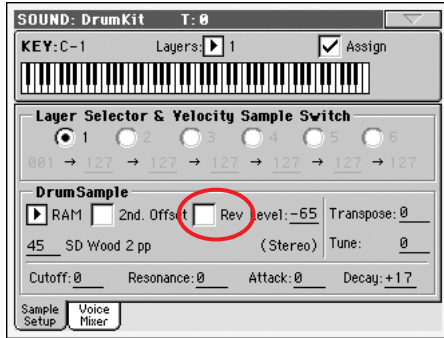 SOUND: DrumKit T:0
KEY:C-1 Layers: 1 Assign
Layer Selector & Velocity Sample Switch
1 2 3 4 5 6
001 → 127 → 127 → 127 → 127 → 127 → 127
DrumSample
RAM 2nd. Offset Rev Level:-65 Transpose:0
45 SD Wood 2 pp (Stereo) Tune: 0
Cutoff:0 Resonance:0 Attack:0 Decay:+17
Sample Setup Voice Mixer